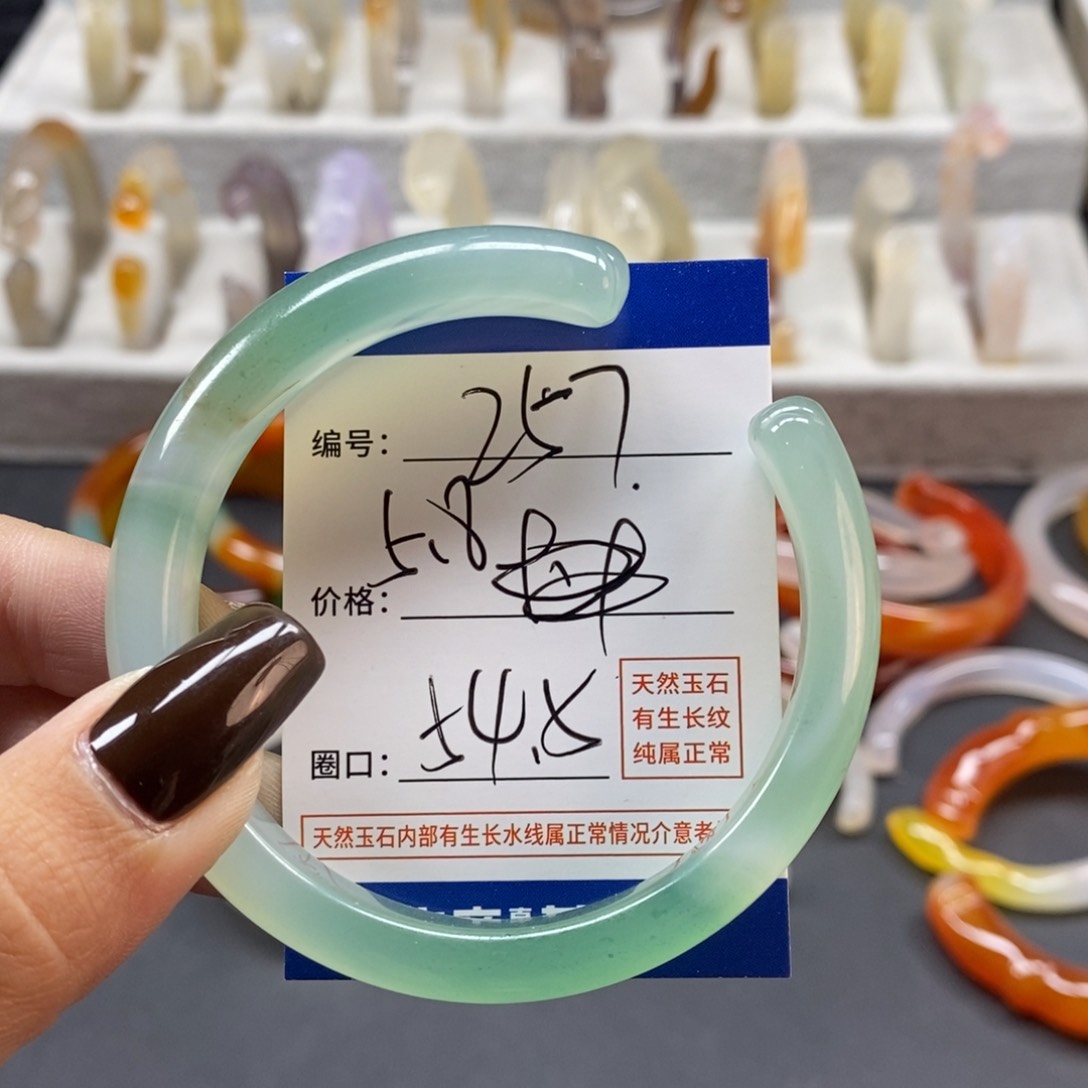 编号: 257.
5.8
价格:
圈口: 54.5
天然玉石
有生长纹
纯属正常
天然玉石内部有生长水线属正常情况介意者